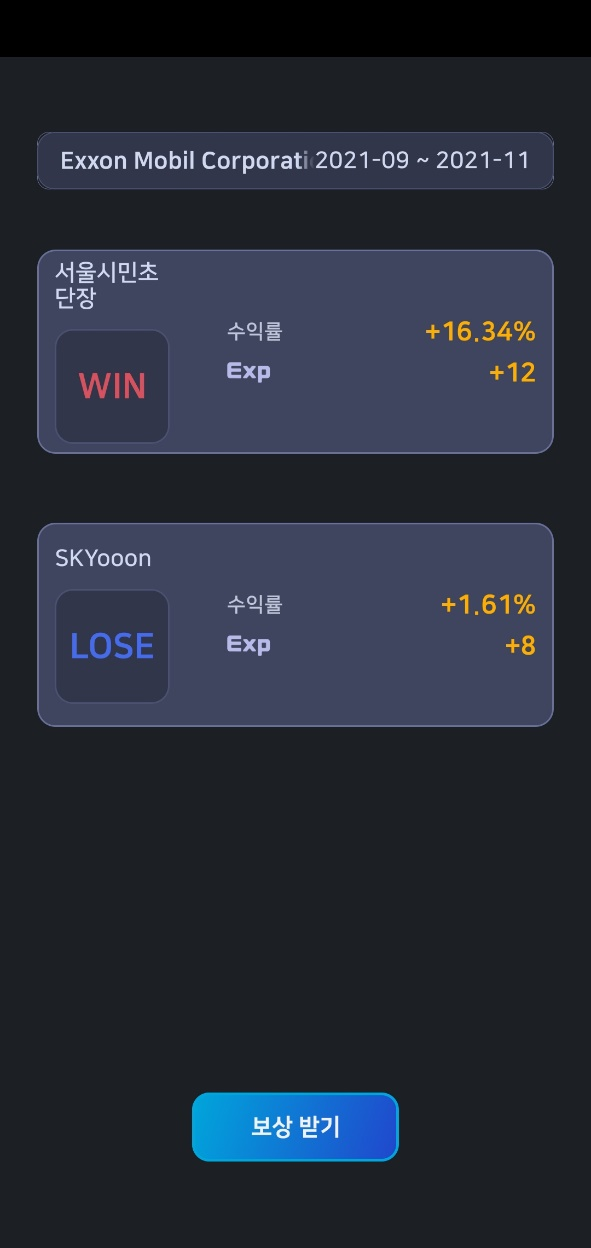 Exxon Mobil Corporati 2021-09 ~ 2021-11
서울시민초
단장
수익률 +16.34%
WIN
Exp +12
SKYooon
수익률 +1.61%
LOSE
Exp +8
보상 받기